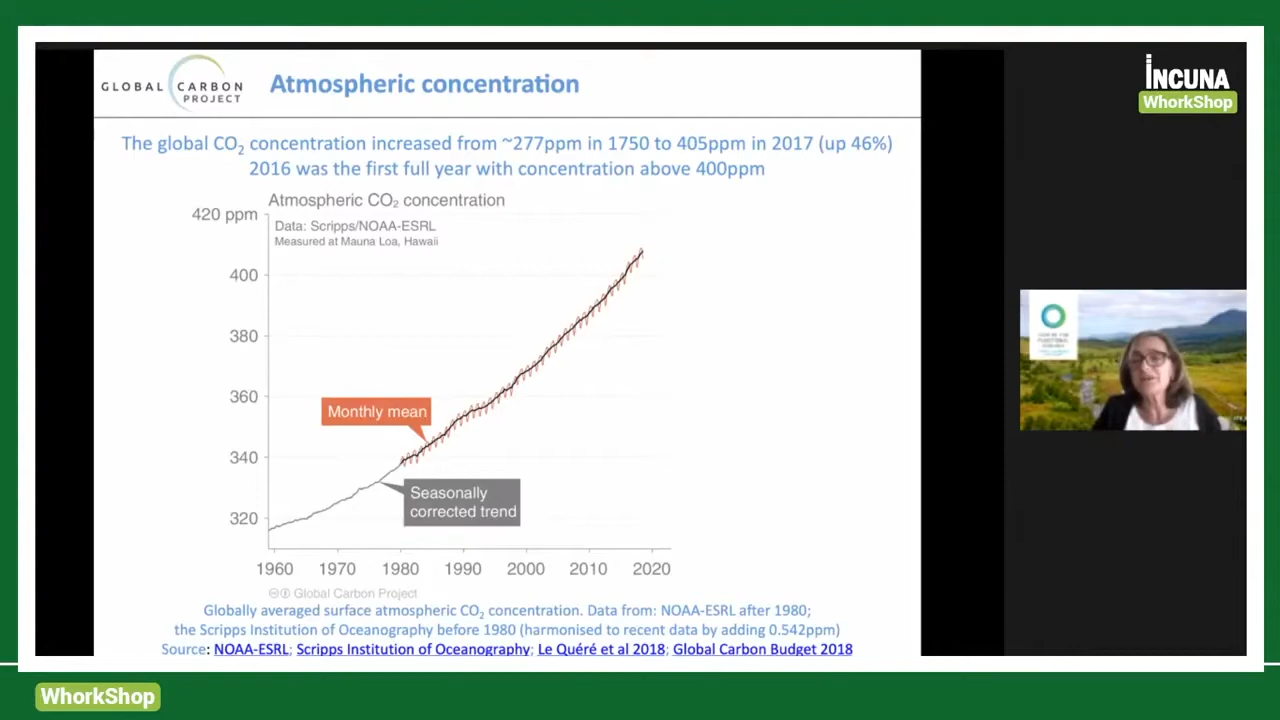 GLOBAL CARBON
PROJECT
Atmospheric concentration
INCUNA
WhorkShop
The global CO₂ concentration increased from ~277ppm in 1750 to 405ppm in 2017 (up 46%)
2016 was the first full year with concentration above 400ppm
Atmospheric CO₂ concentration
420 ppm
Data: Scripps/NOAA-ESRL
Measured at Mauna Loa, Hawaii
400
380
360
Monthly mean
340
Seasonally
corrected trend
320
1960 1970 1980 1990 2000 2010 2020
Global Carbon Project
Globally averaged surface atmospheric CO₂ concentration. Data from: NOAA-ESRL after 1980;
the Scripps Institution of Oceanography before 1980 (harmonised to recent data by adding 0.542ppm)
Source: NOAA-ESRL; Scripps Institution of Oceanography; Le Quéré et al 2018; Global Carbon Budget 2018
WhorkShop